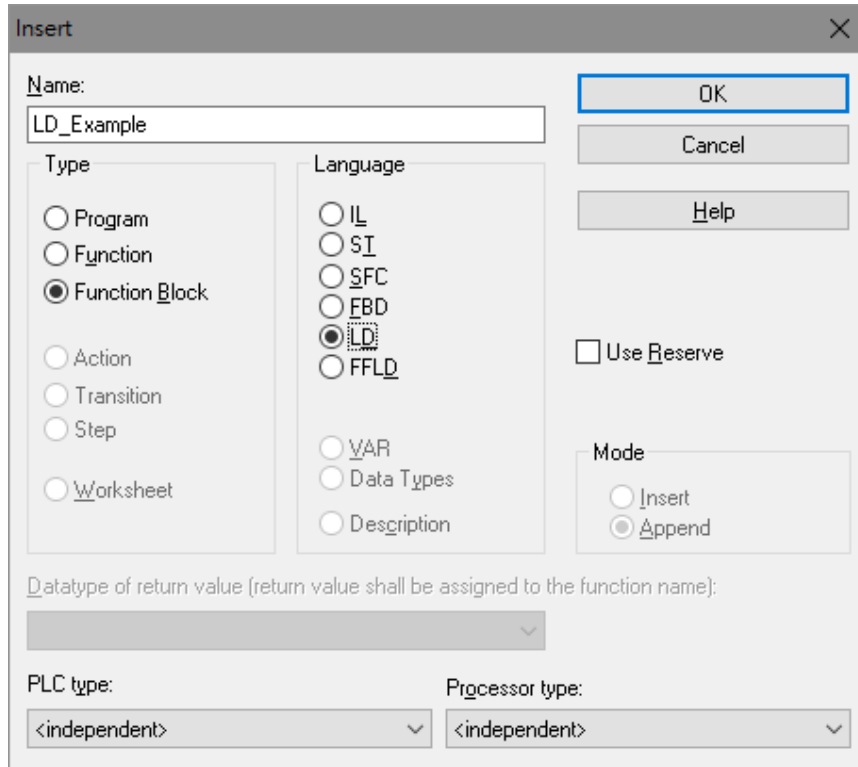 Insert
Name:
LD_Example
OK
Cancel
Help
Type
Program
Function
Function Block
Action
Transition
Step
Worksheet
Language
IL
ST
SFC
FBD
LD
FFLD
VAR
Data Types
Description
Use Reserve
Mode
Insert
Append
Datatype of return value (return value shall be assigned to the function name):
PLC type:
<independent>
Processor type:
<independent>